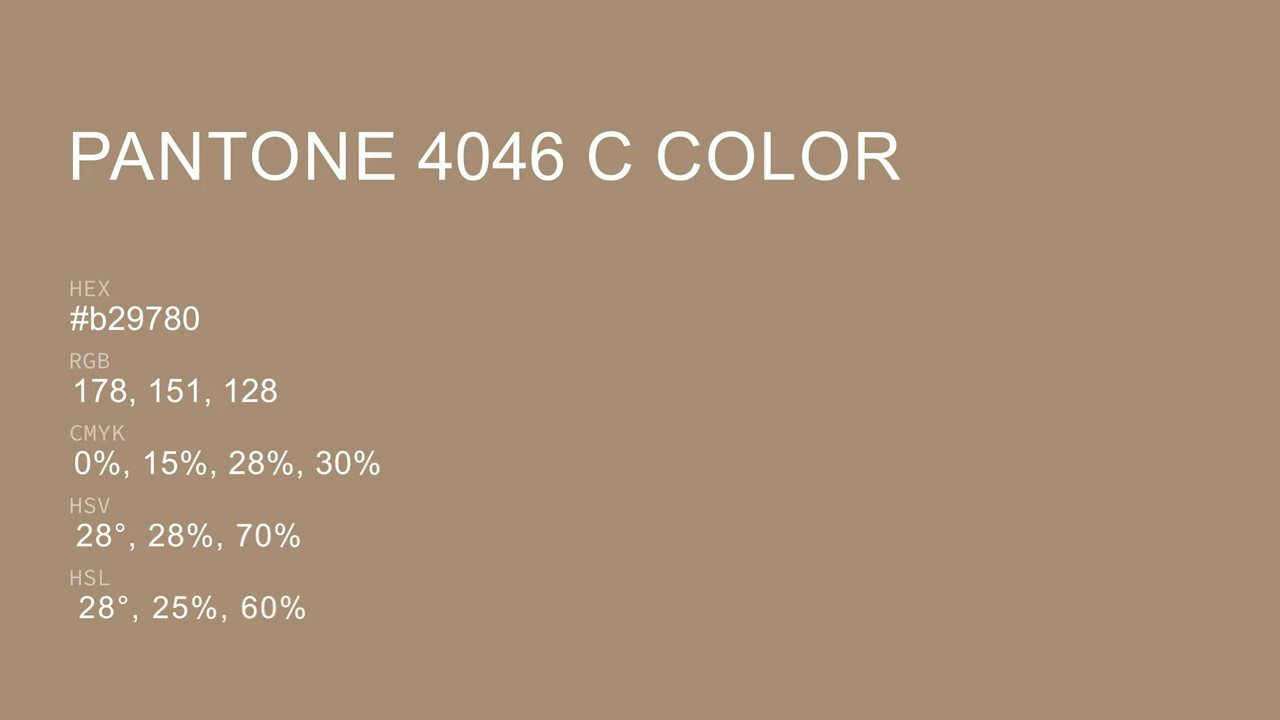 PANTONE 4046 C COLOR
HEX
#b29780
RGB
178, 151, 128
CMYK
0%, 15%, 28%, 30%
HSV
28°, 28%, 70%
HSL
28°, 25%, 60%